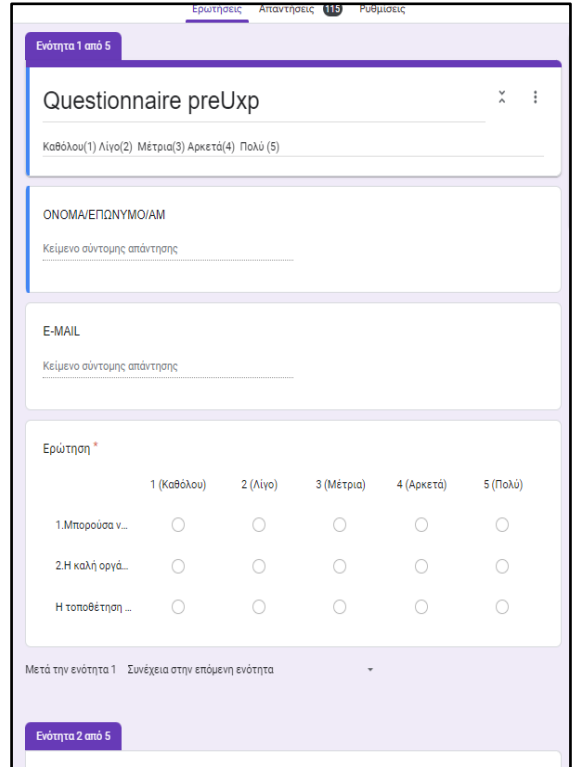 Ερωτήσεις Απαντήσεις 115 Ρυθμίσεις
Ενότητα 1 από 5
Questionnaire preUxp
Καθόλου(1) Λίγο(2) Μέτρια(3) Αρκετά(4) Πολύ (5)
ΟΝΟΜΑ/ΕΠΩΝΥΜΟ/ΑΜ
Κείμενο σύντομης απάντησης
E-MAIL
Κείμενο σύντομης απάντησης
Ερώτηση *
1 (Καθόλου) 2 (Λίγο) 3 (Μέτρια) 4 (Αρκετά) 5 (Πολύ)
1.Μπορούσα ν...
2.Η καλή οργά...
Η τοποθέτηση ...
Μετά την ενότητα 1 Συνέχεια στην επόμενη ενότητα
Ενότητα 2 από 5